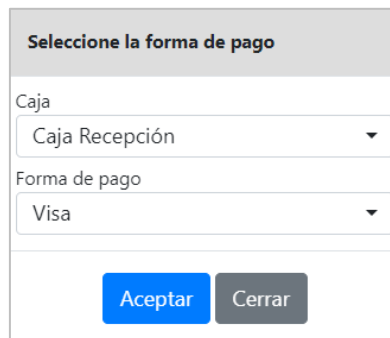 Seleccione la forma de pago
Caja
Caja Recepción
Forma de pago
Visa
Aceptar Cerrar